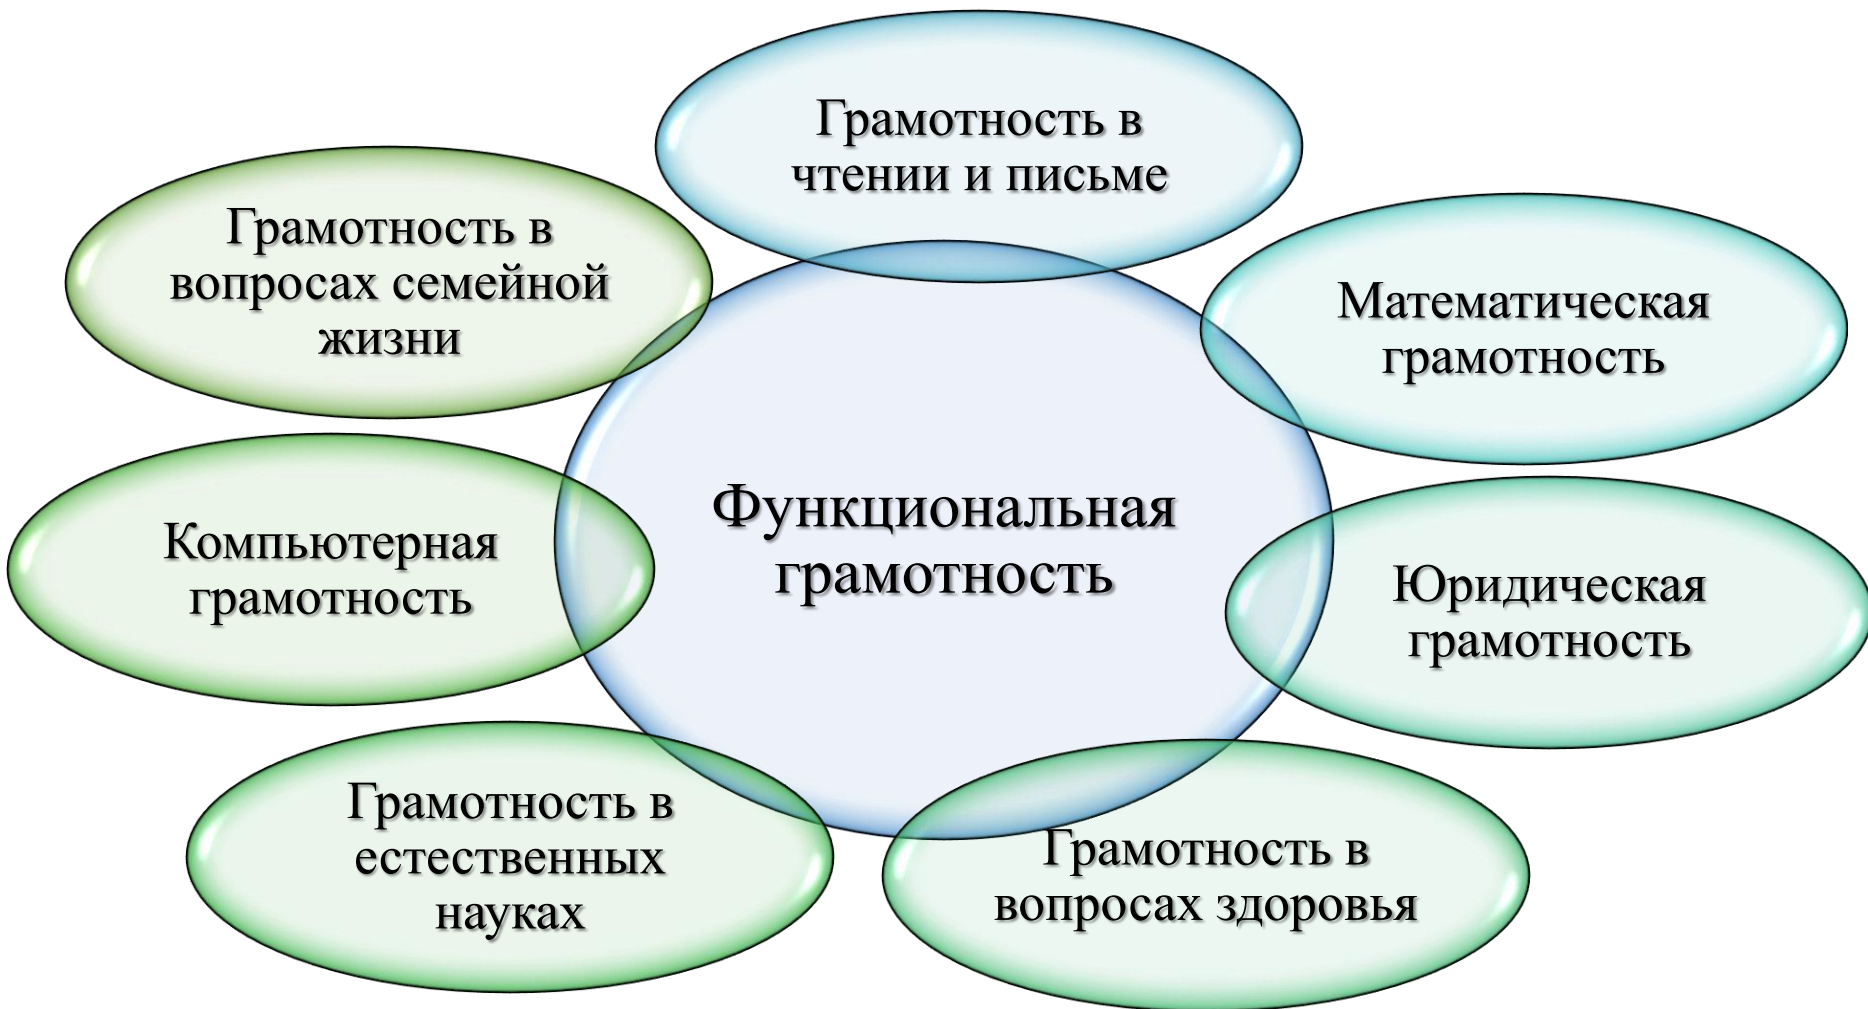 Грамотность в
чтении и письме
Грамотность в
вопросах семейной
жизни
Математическая
грамотность
Функциональная
грамотность
Компьютерная
грамотность
Юридическая
грамотность
Грамотность в
естественных
науках
Грамотность в
вопросах здоровья